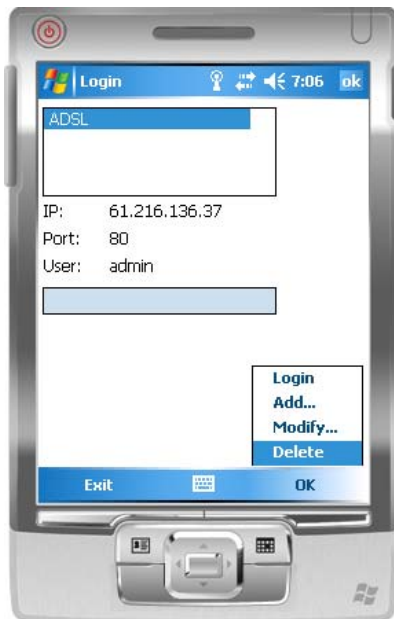 Login 7:06 ok
ADSL
IP: 61.216.136.37
Port: 80
User: admin
Login
Add...
Modify...
Delete
Exit OK